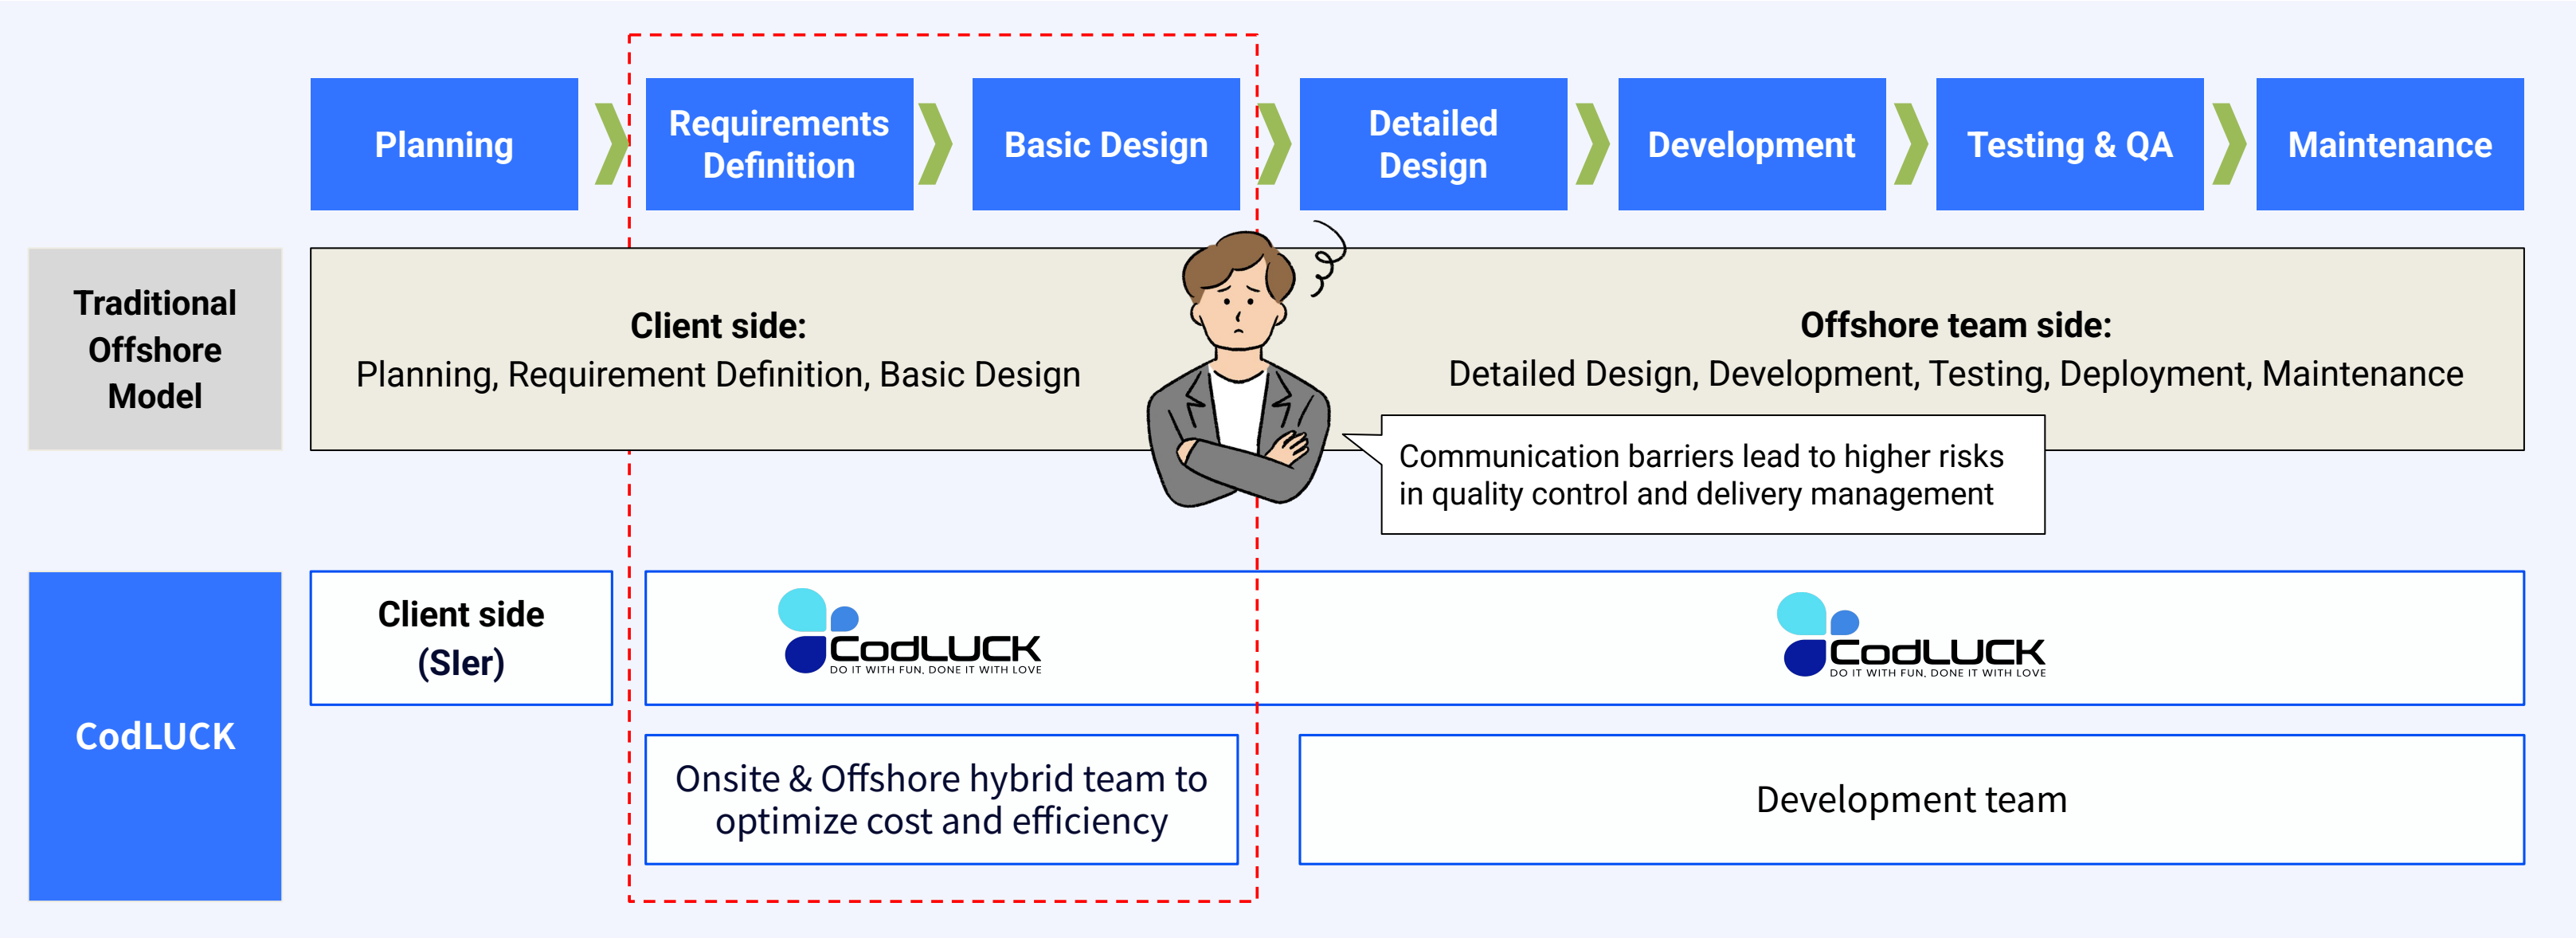 Planning
Requirements
Definition
Basic Design
Detailed
Design
Development
Testing & QA
Maintenance
Traditional
Offshore
Model
Client side:
Planning, Requirement Definition, Basic Design
Offshore team side:
Detailed Design, Development, Testing, Deployment, Maintenance
Communication barriers lead to higher risks
in quality control and delivery management
CodLUCK
Client side
(SIer)
CodLUCK
DO IT WITH FUN, DONE IT WITH LOVE
CodLUCK
DO IT WITH FUN, DONE IT WITH LOVE
Onsite & Offshore hybrid team to
optimize cost and efficiency
Development team